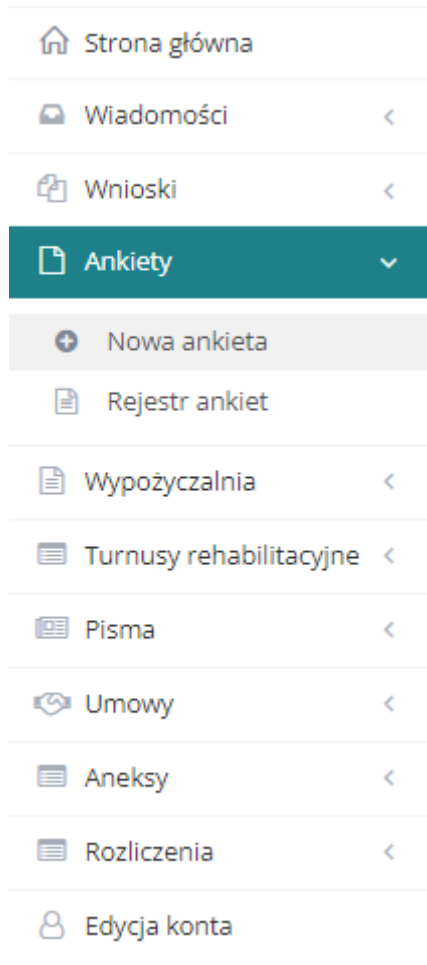 Strona główna
Wiadomości
Wnioski
Ankiety
Nowa ankieta
Rejestr ankiet
Wypożyczalnia
Turnusy rehabilitacyjne
Pisma
Umowy
Aneksy
Rozliczenia
Edycja konta